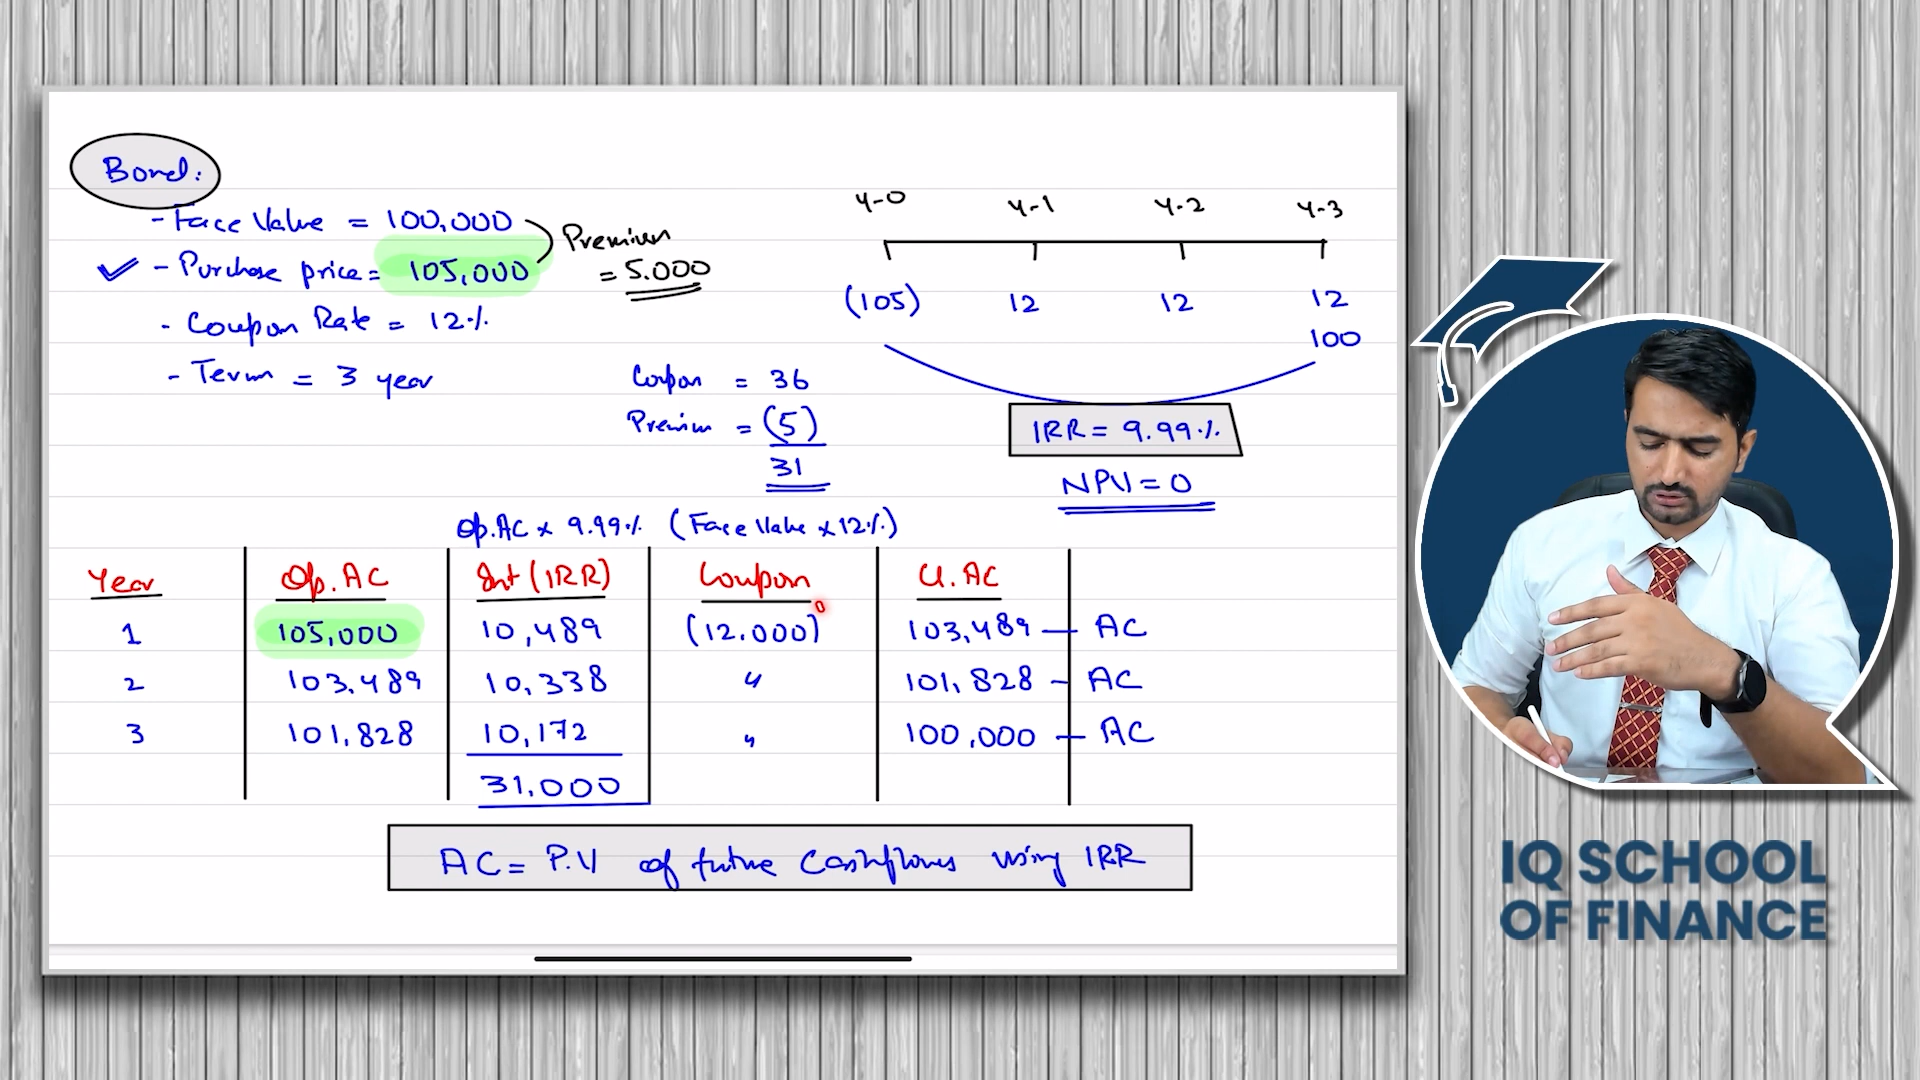 Bond:
- Face Value = 100,000
- Purchase price = 105,000
Premium
= 5.000
- Coupon Rate = 12%
- Term = 3 year
Y-0 Y-1 Y-2 Y-3
(105) 12 12 12
100
Coupon = 36
Premium = (5)
31
IRR = 9.99%
NPV = 0
Op.AC x 9.99% (Face Value x 12%)
Year Op. AC Int (IRR) Coupon Cl. AC
1 105,000 10,489 (12.000) 103,489 — AC
2 103.489 10,338 " 101,828 - AC
3 101,828 10,172 " 100,000 — AC
31,000
AC = P.V of future Cashflows using IRR
IQ SCHOOL
OF FINANCE